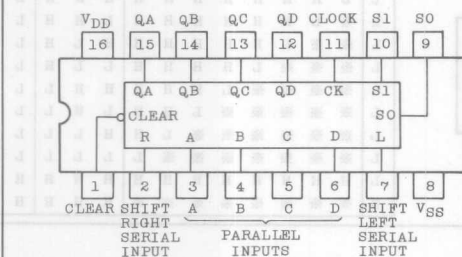 VDD QA QB QC QD CLOCK S1 S0
16 15 14 13 12 11 10 9
QA QB QC QD CK S1
CLEAR S0
R A B C D L
1 2 3 4 5 6 7 8
CLEAR SHIFT A B C D SHIFT VSS
RIGHT LEFT
SERIAL PARALLEL SERIAL
INPUT INPUTS INPUT